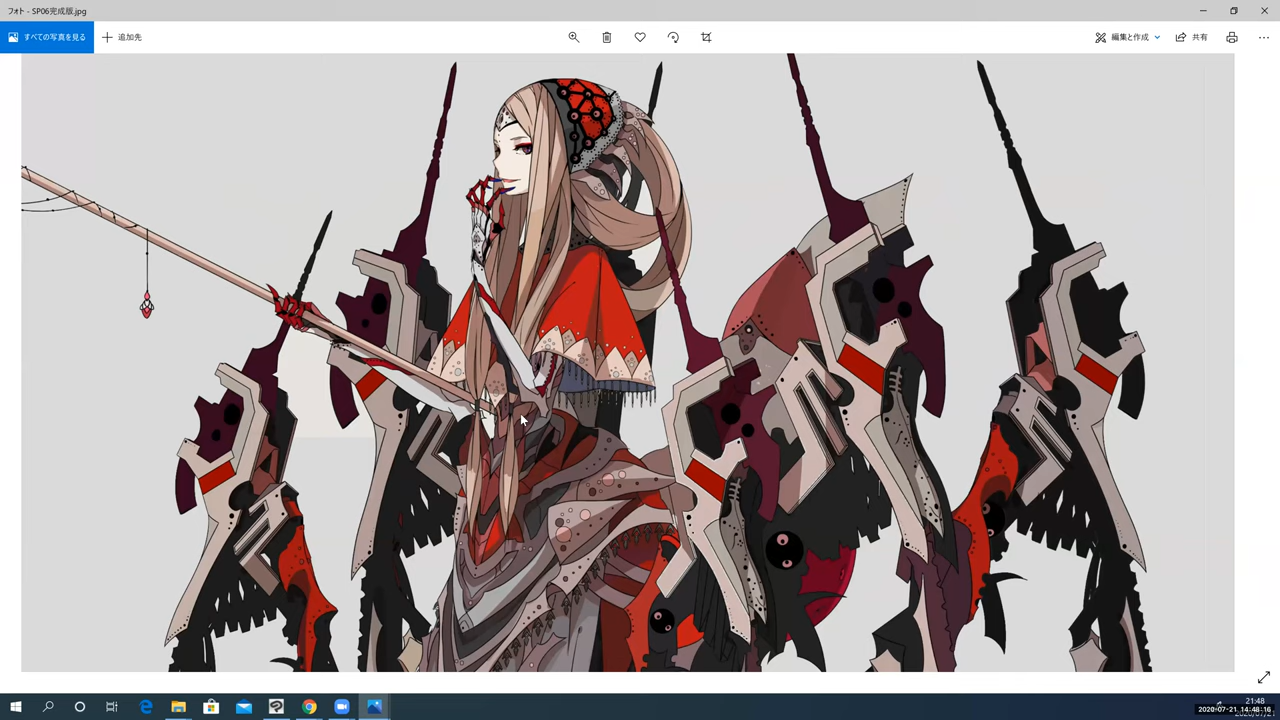 フォト - SP06完成版.jpg
すべての写真を見る
追加先
編集と作成
共有
21:48
2020-07-21 14:48:16